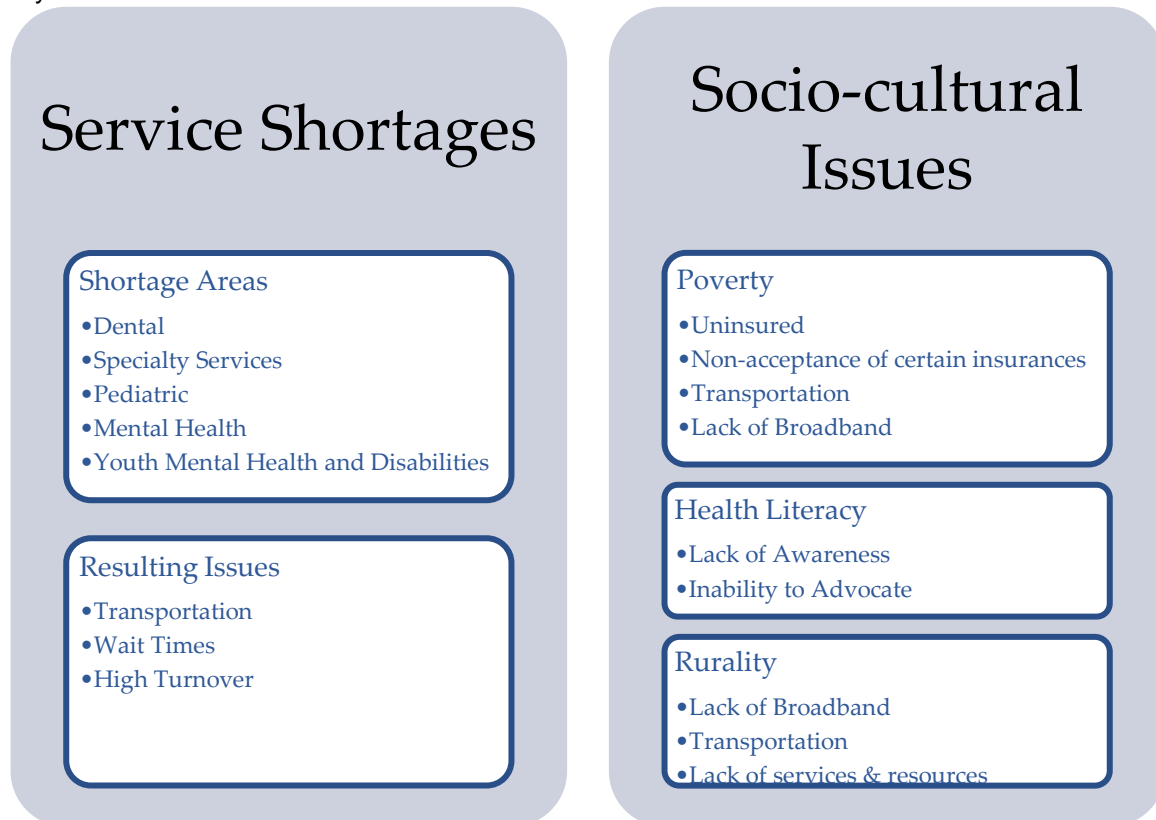 Service Shortages
Shortage Areas
•Dental
•Specialty Services
•Pediatric
•Mental Health
•Youth Mental Health and Disabilities
Resulting Issues
•Transportation
•Wait Times
•High Turnover
Socio-cultural
Issues
Poverty
•Uninsured
•Non-acceptance of certain insurances
•Transportation
•Lack of Broadband
Health Literacy
•Lack of Awareness
•Inability to Advocate
Rurality
•Lack of Broadband
•Transportation
•Lack of services & resources